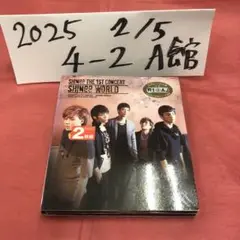 2025 2/5
4-2 A館
SHINee THE 1ST CONCERT
SHINee WORLD
2